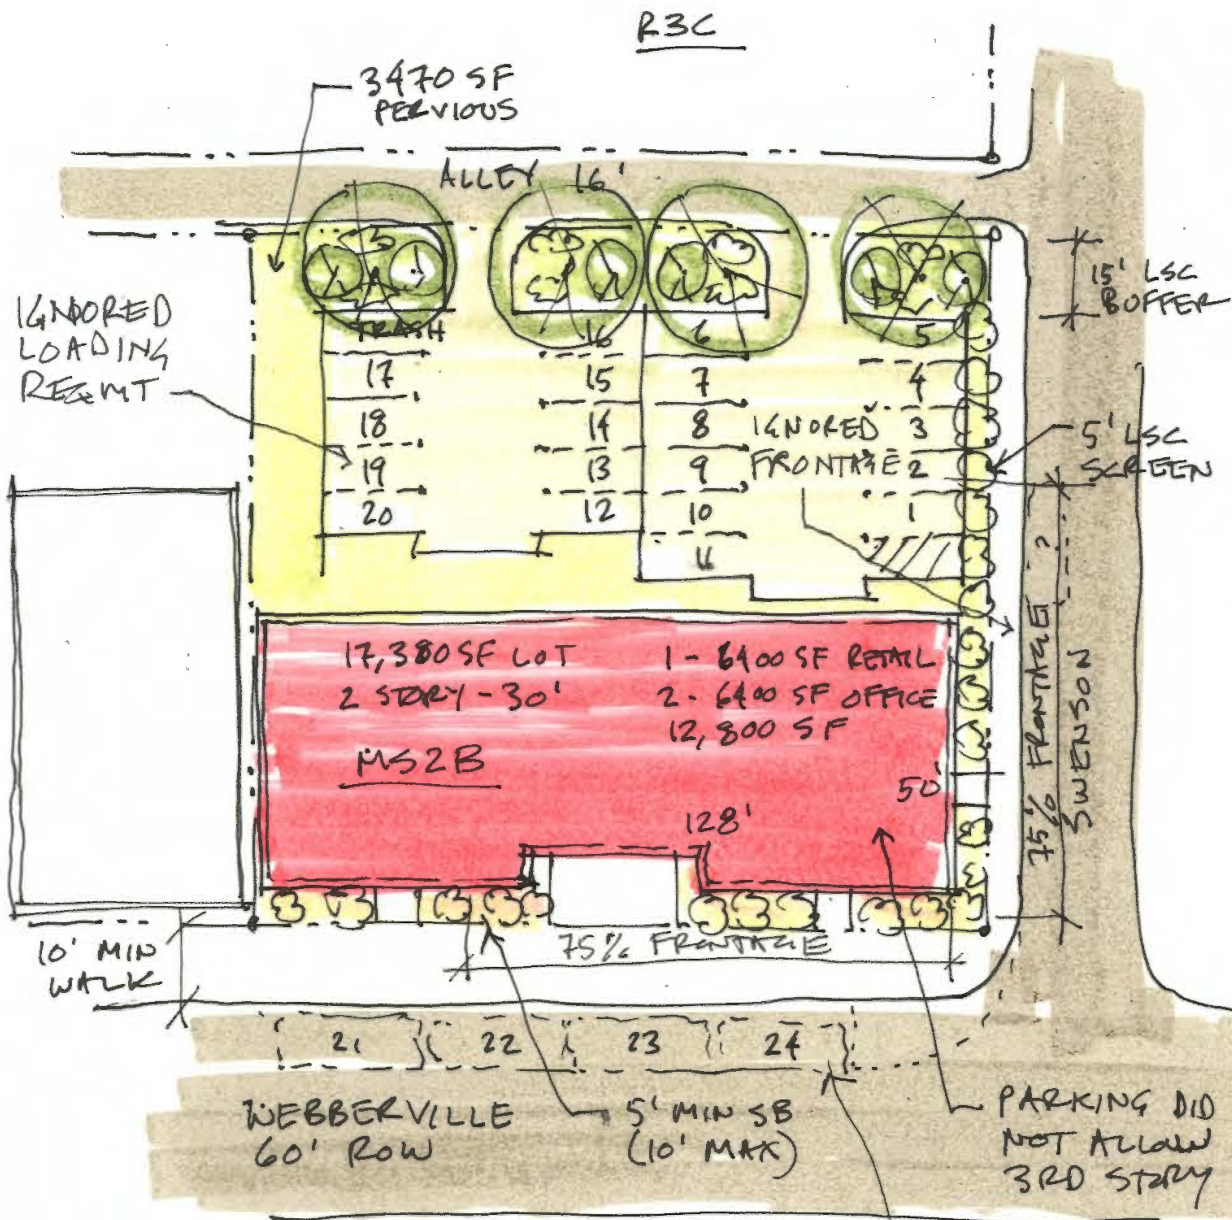 R3C
3470 SF
PERVIOUS
ALLEY 16'
15' LSC
BUFFER
IGNORED
LOADING
REQMT
TRASH
16
6
5
17
15
7
4
18
14
8
3
19
13
9
2
20
12
10
1
11
IGNORED
FRONTAGE
5' LSC
SCREEN
75% FRONTAGE ?
SWENSON
17,380 SF LOT
2 STORY - 30'
MS2B
1 - 6400 SF RETAIL
2 - 6400 SF OFFICE
12,800 SF
50'
128'
10' MIN
WALK
75% FRONTAGE
21
22
23
24
WEBBERVILLE
60' ROW
5' MIN SB
(10' MAX)
PARKING DID
NOT ALLOW
3RD STORY